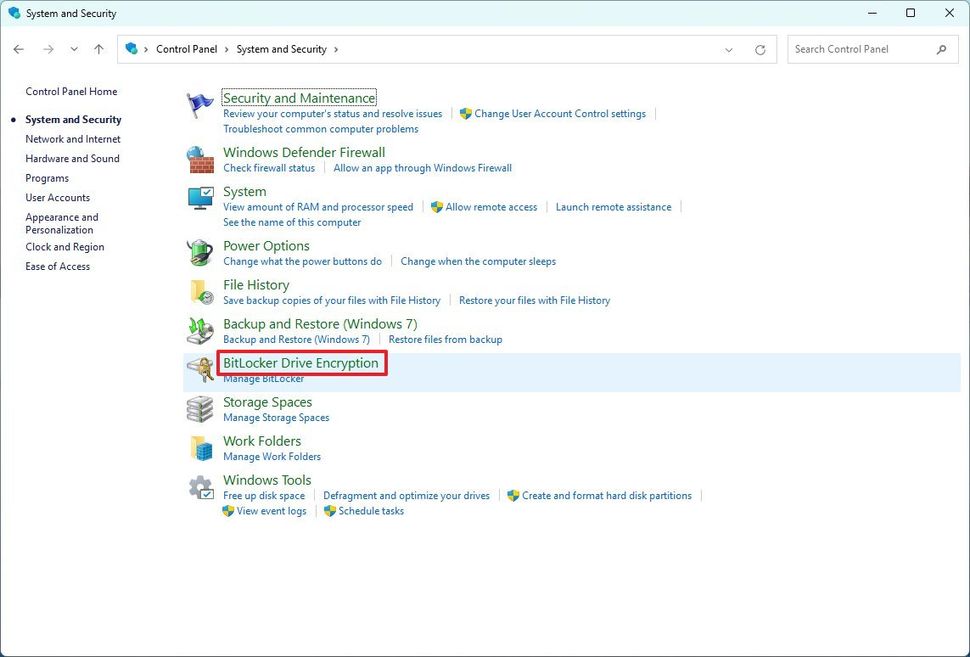 System and Security
Control Panel > System and Security >
Search Control Panel
Control Panel Home
System and Security
Network and Internet
Hardware and Sound
Programs
User Accounts
Appearance and
Personalization
Clock and Region
Ease of Access
Security and Maintenance
Review your computer's status and resolve issues | Change User Account Control settings |
Troubleshoot common computer problems
Windows Defender Firewall
Check firewall status | Allow an app through Windows Firewall
System
View amount of RAM and processor speed | Allow remote access | Launch remote assistance |
See the name of this computer
Power Options
Change what the power buttons do | Change when the computer sleeps
File History
Save backup copies of your files with File History | Restore your files with File History
Backup and Restore (Windows 7)
Backup and Restore (Windows 7) | Restore files from backup
BitLocker Drive Encryption
Manage BitLocker
Storage Spaces
Manage Storage Spaces
Work Folders
Manage Work Folders
Windows Tools
Free up disk space | Defragment and optimize your drives | Create and format hard disk partitions |
View event logs | Schedule tasks